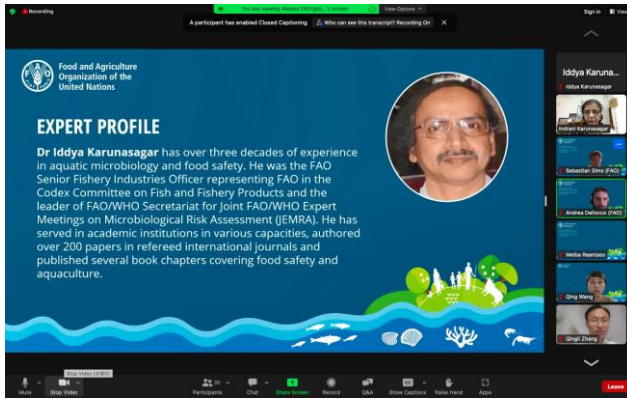 Recording
You are viewing Alessia DiGrigoli...'s screen
View Options
Sign in
View
A participant has enabled Closed Captioning
Who can see this transcript? Recording On
Food and Agriculture
Organization of the
United Nations
EXPERT PROFILE
Dr Iddya Karunasagar has over three decades of experience
in aquatic microbiology and food safety. He was the FAO
Senior Fishery Industries Officer representing FAO in the
Codex Committee on Fish and Fishery Products and the
leader of FAO/WHO Secretariat for Joint FAO/WHO Expert
Meetings on Microbiological Risk Assessment (JEMRA). He has
served in academic institutions in various capacities, authored
over 200 papers in refereed international journals and
published several book chapters covering food safety and
aquaculture.
Iddya Karuna...
Iddya Karunasagar
Indrani Karunasagar
Sebastian Sims (FAO)
Andrea Dellocco (FAO)
Melba Reantaso
Qing Wang
Qingli Zhang
Stop Video
Mute
Stop Video
Participants
Chat
Share Screen
Record
Q&A
Show Captions
Raise Hand
Apps
Leave